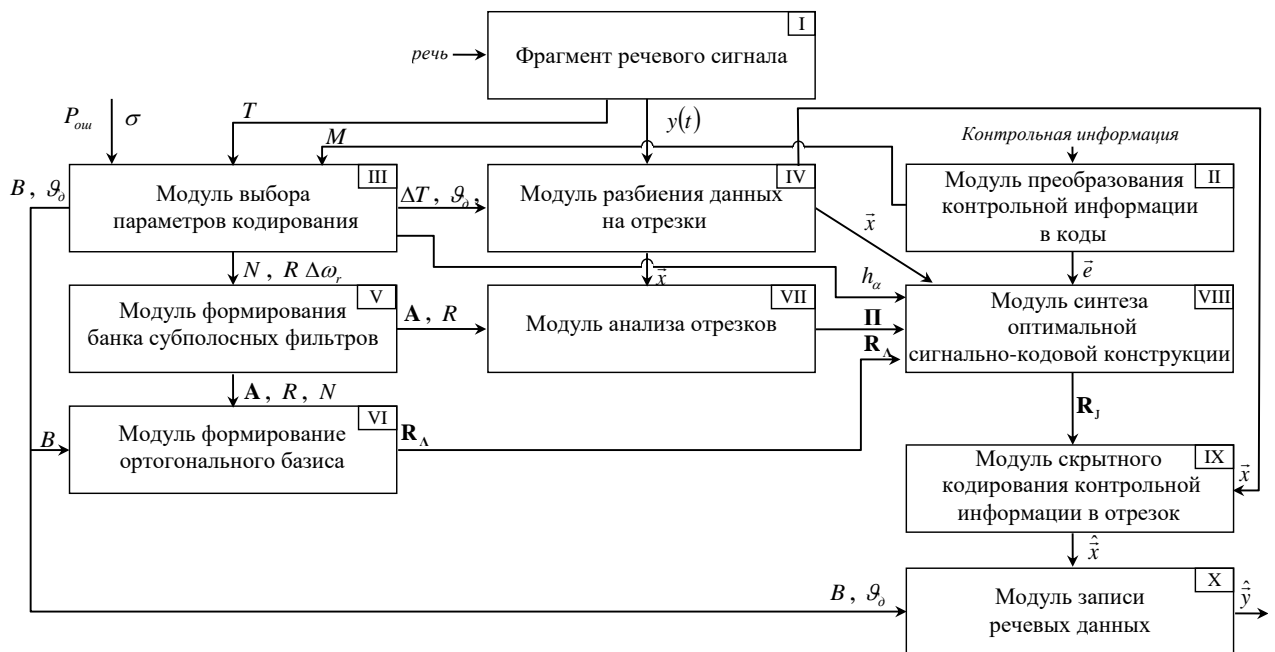 I
речь
Фрагмент речевого сигнала
P_ош σ
T
y(t)
M
Контрольная информация
B , ϑ_д
III
Модуль выбора
параметров кодирования
ΔT , ϑ_д ,
IV
Модуль разбиения данных
на отрезки
II
Модуль преобразования
контрольной информации
в коды
x⃗
N , R Δω_r
x⃗
h_α
e⃗
V
Модуль формирования
банка субполосных фильтров
A , R
VII
Модуль анализа отрезков
Π
R_Λ
VIII
Модуль синтеза
оптимальной
сигнально-кодовой конструкции
A , R , N
R_J
B
VI
Модуль формирование
ортогонального базиса
R_Λ
IX
Модуль скрытного
кодирования контрольной
информации в отрезок
x⃗
x̂⃗
B , ϑ_д
X
Модуль записи
речевых данных
ŷ⃗